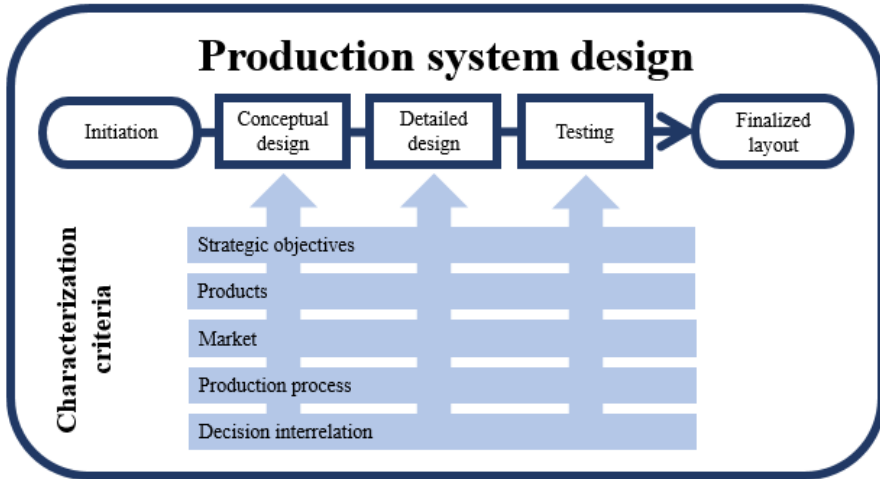 Production system design
Initiation
Conceptual
design
Detailed
design
Testing
Finalized
layout
Characterization
criteria
Strategic objectives
Products
Market
Production process
Decision interrelation